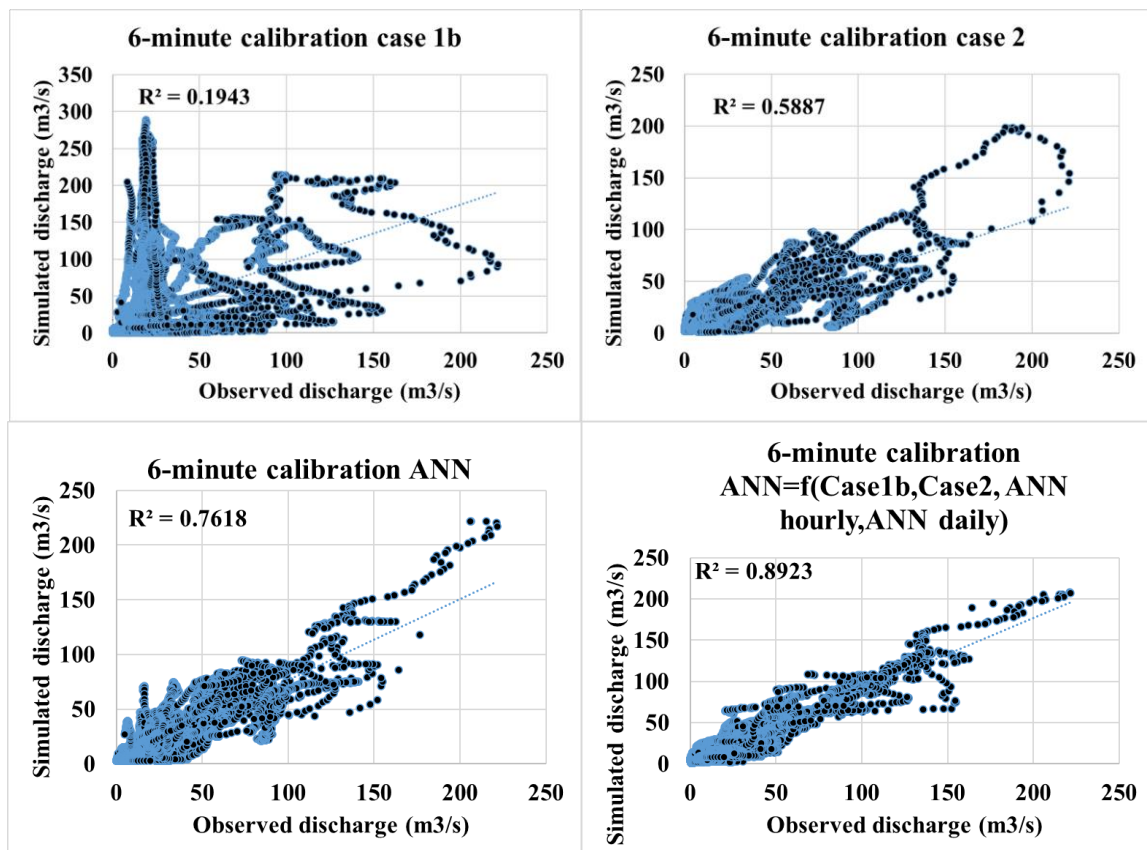 6-minute calibration case 1b
R² = 0.1943
Simulated discharge (m3/s)
350
300
250
200
150
100
50
0
0 50 100 150 200 250
Observed discharge (m3/s)
6-minute calibration case 2
R² = 0.5887
Simulated discharge (m3/s)
250
200
150
100
50
0
0 50 100 150 200 250
Observed discharge (m3/s)
6-minute calibration ANN
R² = 0.7618
Simulated discharge (m3/s)
250
200
150
100
50
0
0 50 100 150 200 250
Observed discharge (m3/s)
6-minute calibration
ANN=f(Case1b,Case2, ANN
hourly,ANN daily)
R² = 0.8923
Simulated discharge (m3/s)
250
200
150
100
50
0
0 50 100 150 200 250
Observed discharge (m3/s)